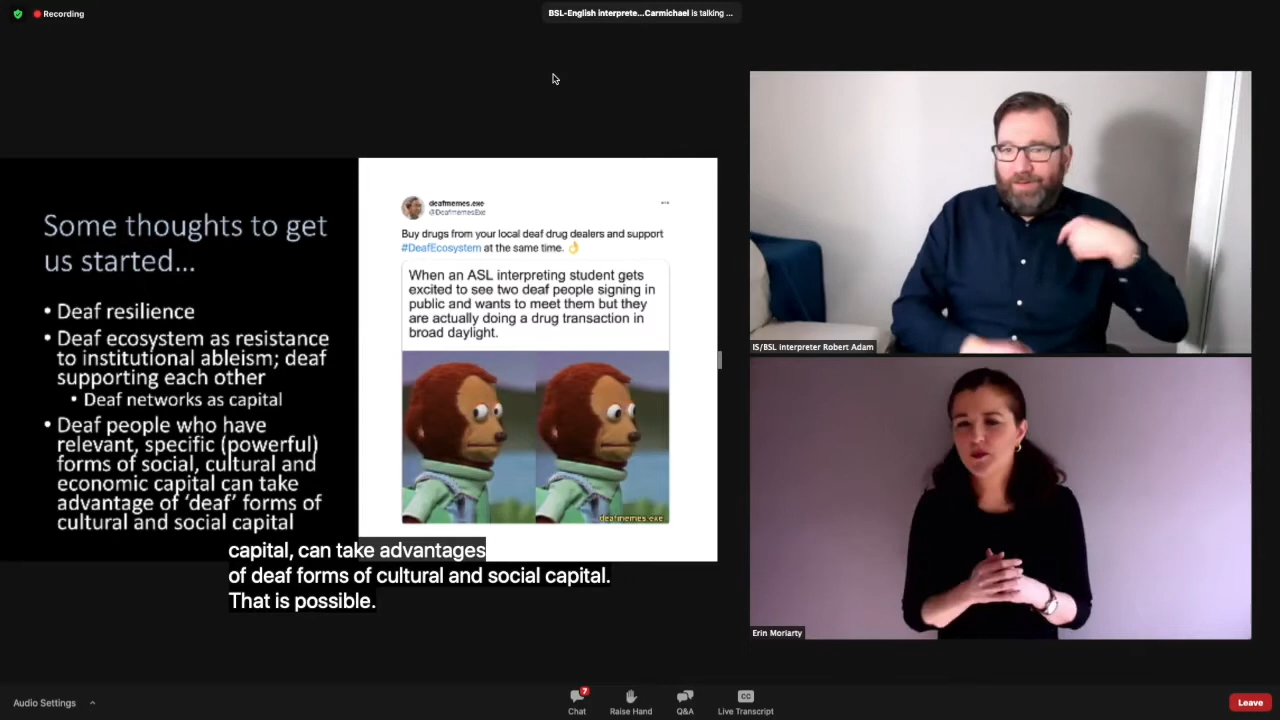 Recording
BSL-English interprete...Carmichael is talking ...
Some thoughts to get
us started...
• Deaf resilience
• Deaf ecosystem as resistance
to institutional ableism; deaf
supporting each other
• Deaf networks as capital
• Deaf people who have
relevant, specific (powerful)
forms of social, cultural and
economic capital can take
advantage of ‘deaf’ forms of
cultural and social capital
deafmemes.exe
@DeafmemesExe
Buy drugs from your local deaf drug dealers and support
#DeafEcosystem at the same time. 👌
When an ASL interpreting student gets
excited to see two deaf people signing in
public and wants to meet them but they
are actually doing a drug transaction in
broad daylight.
deafmemes.exe
capital, can take advantages
of deaf forms of cultural and social capital.
That is possible.
IS/BSL interpreter Robert Adam
Erin Moriarty
Audio Settings
7
Chat
Raise Hand
Q&A
CC
Live Transcript
Leave